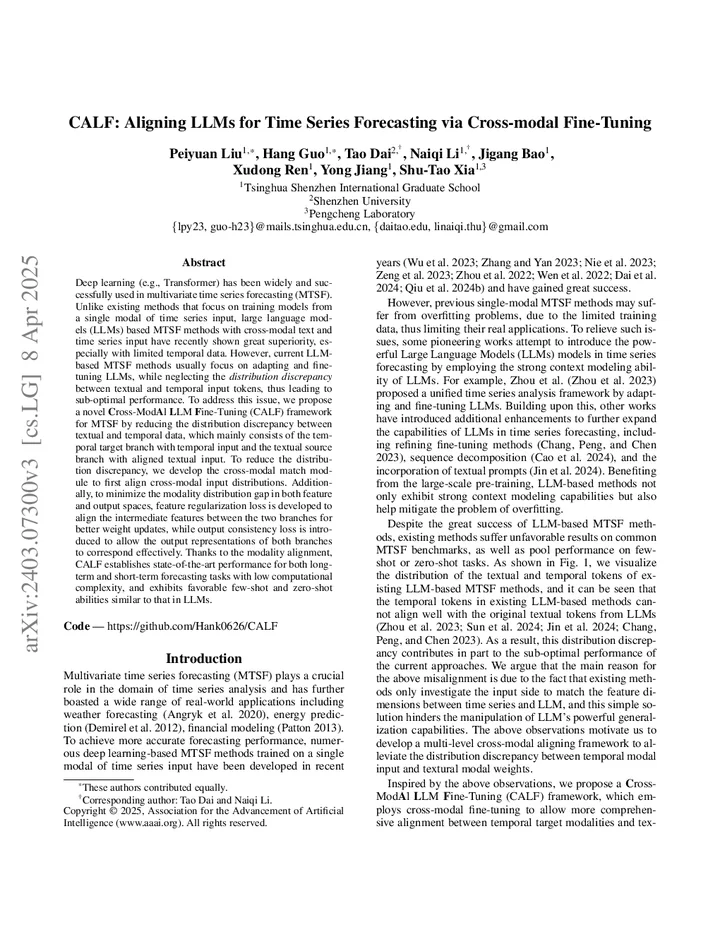 CALF: Aligning LLMs for Time Series Forecasting via Cross-modal Fine-Tuning
Peiyuan Liu1,*, Hang Guo1,*, Tao Dai2,†, Naiqi Li1,†, Jigang Bao1,
Xudong Ren1, Yong Jiang1, Shu-Tao Xia1,3
1Tsinghua Shenzhen International Graduate School
2Shenzhen University
3Pengcheng Laboratory
{lpy23, guo-h23}@mails.tsinghua.edu.cn, {daitao.edu, linaiqi.thu}@gmail.com
Abstract
Deep learning (e.g., Transformer) has been widely and suc-
cessfully used in multivariate time series forecasting (MTSF).
Unlike existing methods that focus on training models from
a single modal of time series input, large language mod-
els (LLMs) based MTSF methods with cross-modal text and
time series input have recently shown great superiority, es-
pecially with limited temporal data. However, current LLM-
based MTSF methods usually focus on adapting and fine-
tuning LLMs, while neglecting the distribution discrepancy
between textual and temporal input tokens, thus leading to
sub-optimal performance. To address this issue, we propose
a novel Cross-ModAl LLM Fine-Tuning (CALF) framework
for MTSF by reducing the distribution discrepancy between
textual and temporal data, which mainly consists of the tem-
poral target branch with temporal input and the textual source
branch with aligned textual input. To reduce the distribu-
tion discrepancy, we develop the cross-modal match module
to first align cross-modal input distributions. Addition-
ally, to minimize the modality distribution gap in both feature
and output spaces, feature regularization loss is developed to
align the intermediate features between the two branches for
better weight updates, while output consistency loss is intro-
duced to allow the output representations of both branches
to correspond effectively. Thanks to the modality alignment,
CALF establishes state-of-the-art performance for both long-
term and short-term forecasting tasks with low computational
complexity, and exhibits favorable few-shot and zero-shot
abilities similar to that in LLMs.
Code — https://github.com/Hank0626/CALF
Introduction
Multivariate time series forecasting (MTSF) plays a crucial
role in the domain of time series analysis and has further
boasted a wide range of real-world applications including
weather forecasting (Angryk et al. 2020), energy predic-
tion (Demirel et al. 2012), financial modeling (Patton 2013).
To achieve more accurate forecasting performance, numer-
ous deep learning-based MTSF methods trained on a single
modal of time series input have been developed in recent
*These authors contributed equally.
†Corresponding author: Tao Dai and Naiqi Li.
Copyright © 2025, Association for the Advancement of Artificial
Intelligence (www.aaai.org). All rights reserved.
years (Wu et al. 2023; Zhang and Yan 2023; Nie et al. 2023;
Zeng et al. 2023; Zhou et al. 2022; Wen et al. 2022; Dai et al.
2024; Qiu et al. 2024b) and have gained great success.
However, previous single-modal MTSF methods may suf-
fer from overfitting problems, due to the limited training
data, thus limiting their real applications. To relieve such is-
sues, some pioneering works attempt to introduce the pow-
erful Large Language Models (LLMs) models in time series
forecasting by employing the strong context modeling abil-
ity of LLMs. For example, Zhou et al. (Zhou et al. 2023)
proposed a unified time series analysis framework by adapt-
ing and fine-tuning LLMs. Building upon this, other works
have introduced additional enhancements to further expand
the capabilities of LLMs in time series forecasting, includ-
ing refining fine-tuning methods (Chang, Peng, and Chen
2023), sequence decomposition (Cao et al. 2024), and the
incorporation of textual prompts (Jin et al. 2024). Benefiting
from the large-scale pre-training, LLM-based methods not
only exhibit strong context modeling capabilities but also
help mitigate the problem of overfitting.
Despite the great success of LLM-based MTSF meth-
ods, existing methods suffer unfavorable results on common
MTSF benchmarks, as well as pool performance on few-
shot or zero-shot tasks. As shown in Fig. 1, we visualize
the distribution of the textual and temporal tokens of ex-
isting LLM-based MTSF methods, and it can be seen that
the temporal tokens in existing LLM-based methods can-
not align well with the original textual tokens from LLMs
(Zhou et al. 2023; Sun et al. 2024; Jin et al. 2024; Chang,
Peng, and Chen 2023). As a result, this distribution discrep-
ancy contributes in part to the sub-optimal performance of
the current approaches. We argue that the main reason for
the above misalignment is due to the fact that existing meth-
ods only investigate the input side to match the feature di-
mensions between time series and LLM, and this simple so-
lution hinders the manipulation of LLM's powerful general-
ization capabilities. The above observations motivate us to
develop a multi-level cross-modal aligning framework to al-
leviate the distribution discrepancy between temporal modal
input and textural modal weights.
Inspired by the above observations, we propose a Cross-
ModAl LLM Fine-Tuning (CALF) framework, which em-
ploys cross-modal fine-tuning to allow more comprehen-
sive alignment between temporal target modalities and tex-
arXiv:2403.07300v3 [cs.LG] 8 Apr 2025